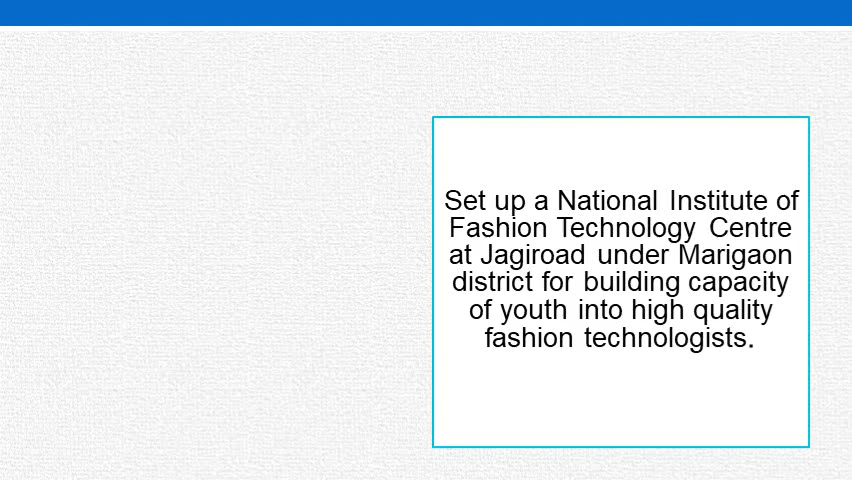 Set up a National Institute of
Fashion Technology Centre
at Jagiroad under Marigaon
district for building capacity
of youth into high quality
fashion technologists.